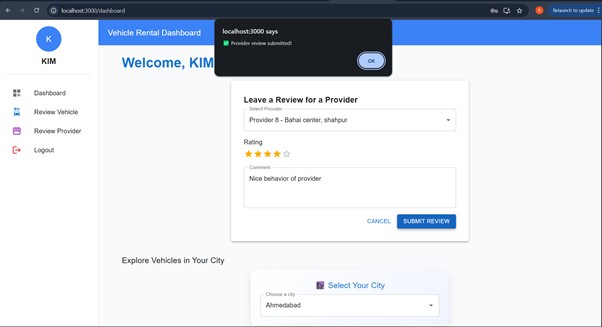 localhost:3000/dashboard
Relaunch to update
K
KIM
Dashboard
Review Vehicle
Review Provider
Logout
Vehicle Rental Dashboard
localhost:3000 says
✅ Provider review submitted!
OK
Welcome, KIM
Leave a Review for a Provider
Select Provider
Provider 8 - Bahai center, shahpur
Rating
Comment
Nice behavior of provider
CANCEL
SUBMIT REVIEW
Explore Vehicles in Your City
Select Your City
Choose a city
Ahmedabad